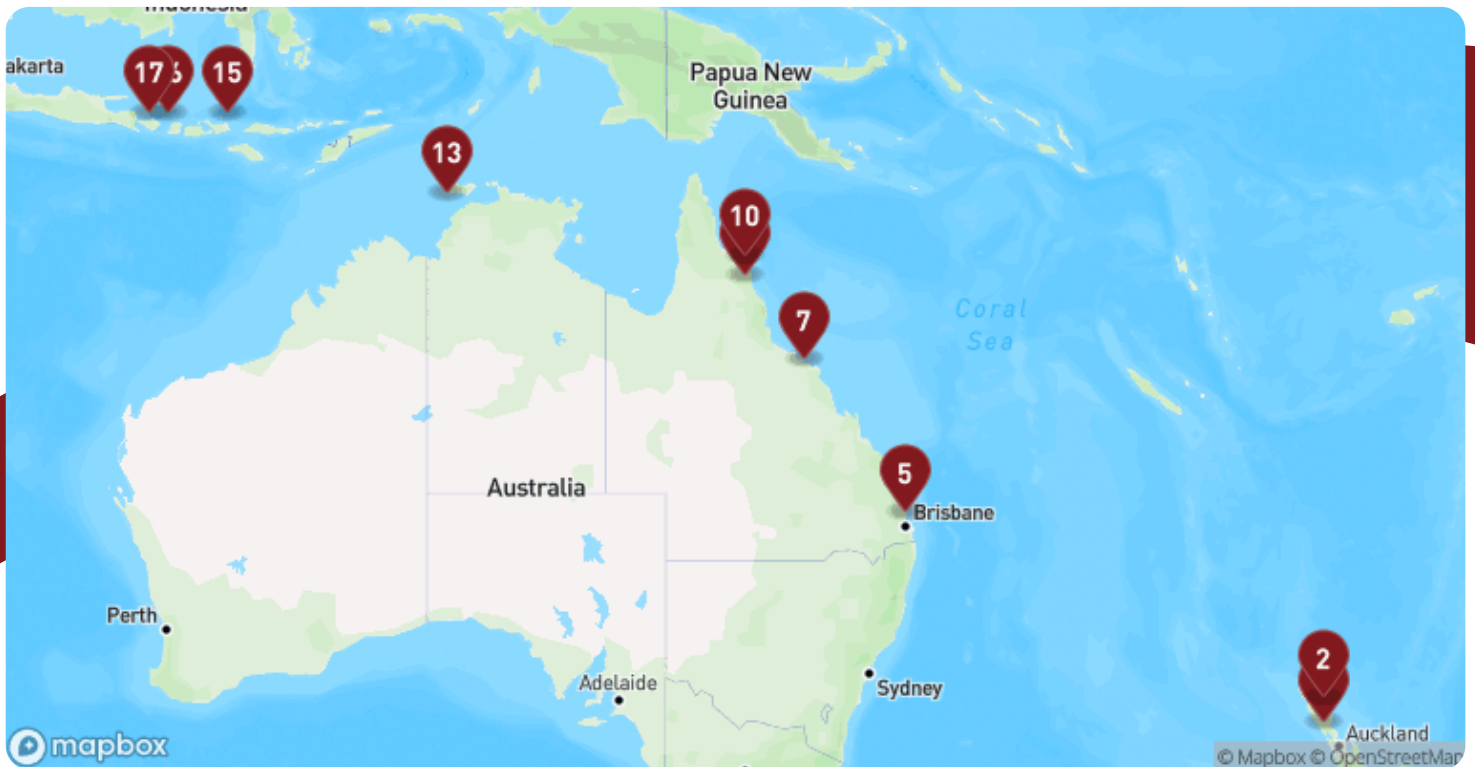 akarta
17
15
Papua New
Guinea
13
10
7
Coral
Sea
5
Australia
Brisbane
Perth
2
Adelaide
Sydney
Auckland
mapbox
© Mapbox © OpenStreetMap